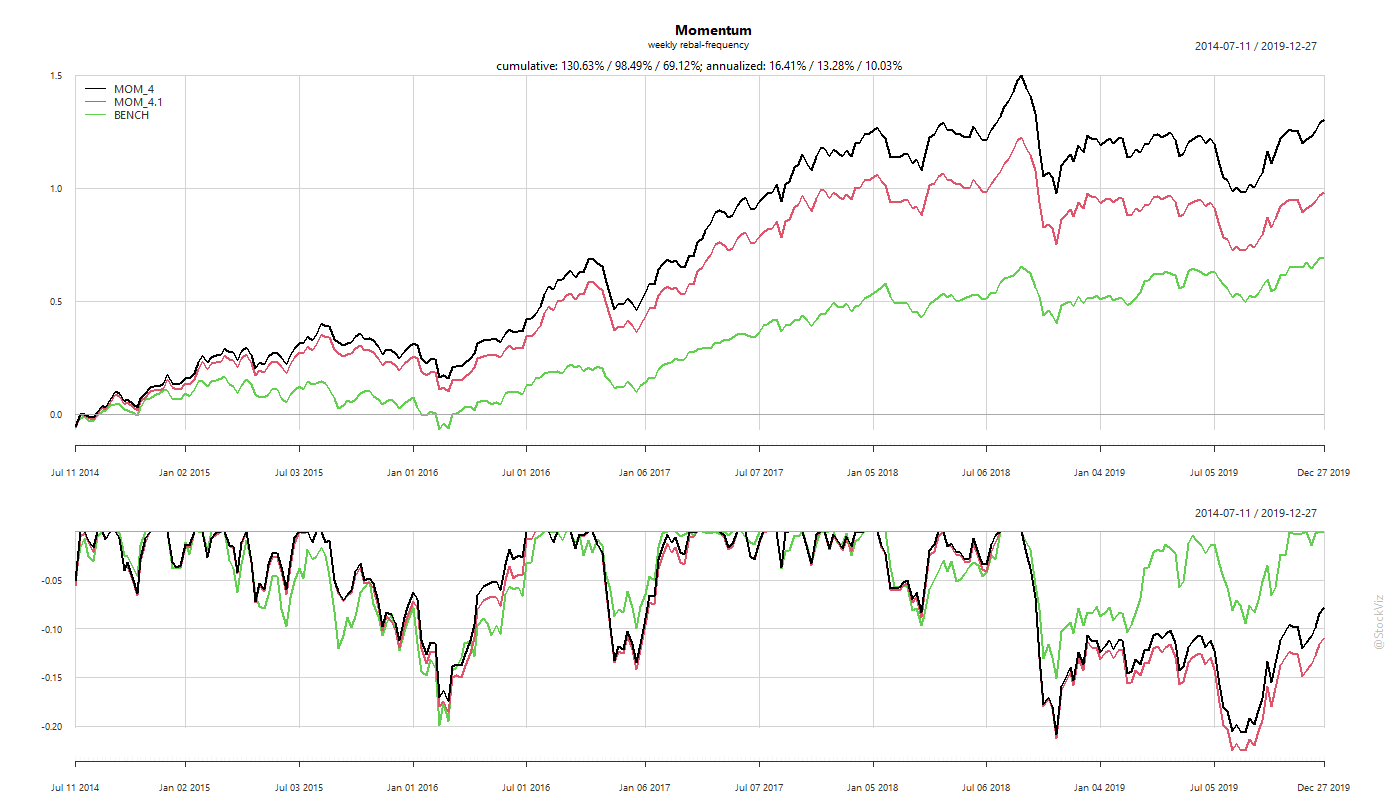 Momentum
weekly rebal-frequency
2014-07-11 / 2019-12-27
cumulative: 130.63% / 98.49% / 69.12%; annualized: 16.41% / 13.28% / 10.03%
MOM_4
MOM_4.1
BENCH
1.5
1.0
0.5
0.0
Jul 11 2014 Jan 02 2015 Jul 03 2015 Jan 01 2016 Jul 01 2016 Jan 06 2017 Jul 07 2017 Jan 05 2018 Jul 06 2018 Jan 04 2019 Jul 05 2019 Dec 27 2019
2014-07-11 / 2019-12-27
-0.05
-0.10
-0.15
-0.20
Jul 11 2014 Jan 02 2015 Jul 03 2015 Jan 01 2016 Jul 01 2016 Jan 06 2017 Jul 07 2017 Jan 05 2018 Jul 06 2018 Jan 04 2019 Jul 05 2019 Dec 27 2019
@StockViz